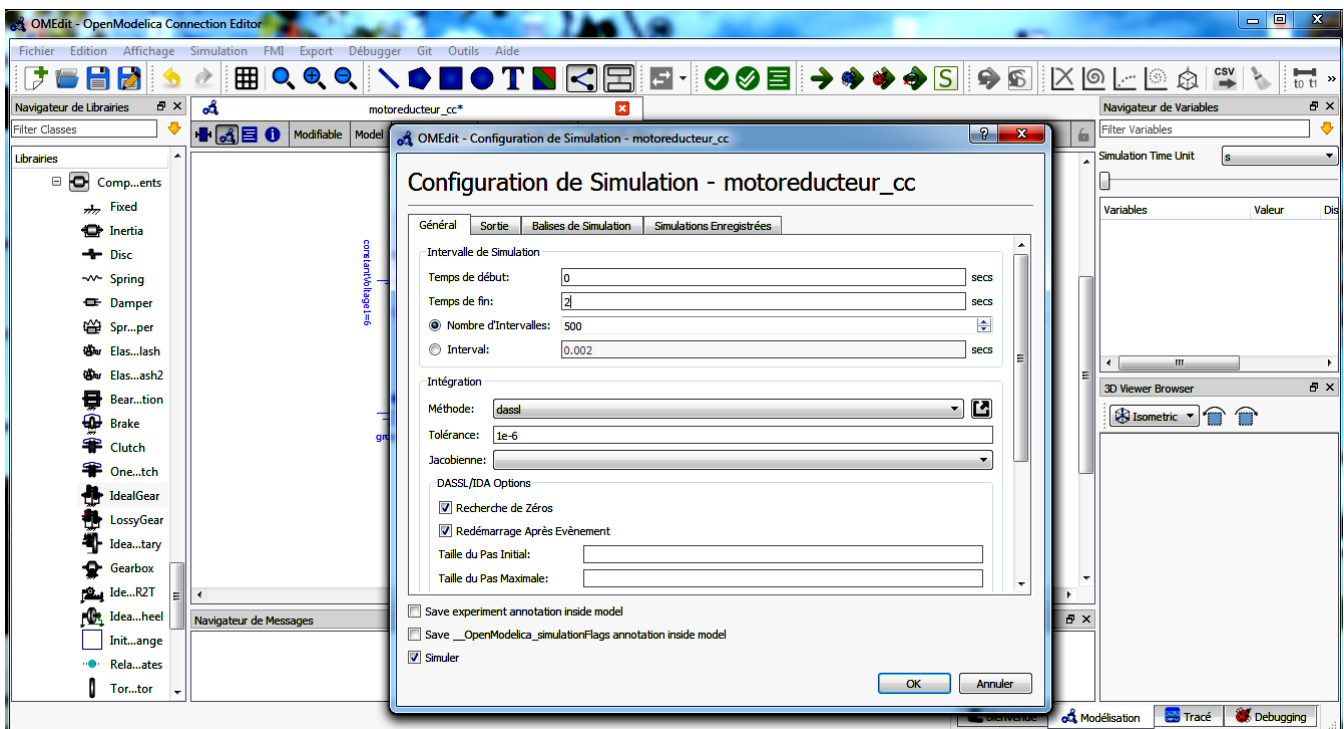 OMEdit - OpenModelica Connection Editor
Fichier Edition Affichage Simulation FMI Export Débugger Git Outils Aide
T
S
S
CSV
to ti
»
Navigateur de Librairies
motoreducteur_cc*
Navigateur de Variables
Filter Classes
Modifiable
Model
Filter Variables
Simulation Time Unit
s
Variables
Valeur
Dis
Librairies
Comp...ents
Fixed
Inertia
Disc
Spring
Damper
Spr...per
Elas...lash
Elas...ash2
Bear...tion
Brake
Clutch
One...tch
IdealGear
LossyGear
Idea...tary
Gearbox
Ide...R2T
Idea...heel
Init...ange
Rela...ates
Tor...tor
constantVoltage1=6
gro
OMEdit - Configuration de Simulation - motoreducteur_cc
Configuration de Simulation - motoreducteur_cc
Général
Sortie
Balises de Simulation
Simulations Enregistrées
Intervalle de Simulation
Temps de début:
0
secs
Temps de fin:
2
secs
Nombre d'Intervalles:
500
Interval:
0.002
secs
Intégration
Méthode:
dassl
Tolérance:
1e-6
Jacobienne:
DASSL/IDA Options
Recherche de Zéros
Redémarrage Après Evènement
Taille du Pas Initial:
Taille du Pas Maximale:
Save experiment annotation inside model
Save __OpenModelica_simulationFlags annotation inside model
Simuler
OK
Annuler
3D Viewer Browser
Isometric
Navigateur de Messages
Bienvenue
Modélisation
Tracé
Debugging